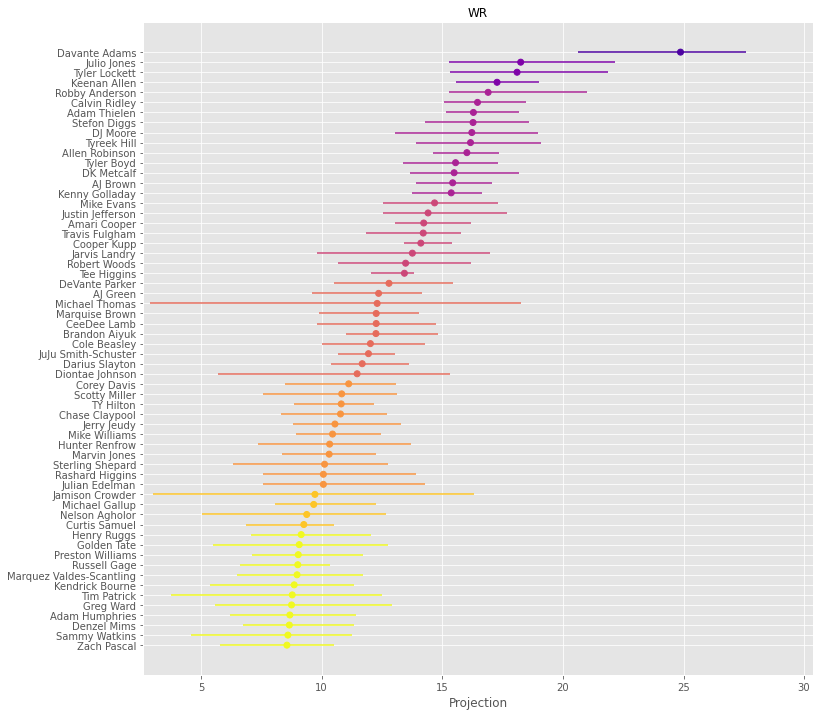 WR
Davante Adams
Julio Jones
Tyler Lockett
Keenan Allen
Robby Anderson
Calvin Ridley
Adam Thielen
Stefon Diggs
DJ Moore
Tyreek Hill
Allen Robinson
Tyler Boyd
DK Metcalf
AJ Brown
Kenny Golladay
Mike Evans
Justin Jefferson
Amari Cooper
Travis Fulgham
Cooper Kupp
Jarvis Landry
Robert Woods
Tee Higgins
DeVante Parker
AJ Green
Michael Thomas
Marquise Brown
CeeDee Lamb
Brandon Aiyuk
Cole Beasley
JuJu Smith-Schuster
Darius Slayton
Diontae Johnson
Corey Davis
Scotty Miller
TY Hilton
Chase Claypool
Jerry Jeudy
Mike Williams
Hunter Renfrow
Marvin Jones
Sterling Shepard
Rashard Higgins
Julian Edelman
Jamison Crowder
Michael Gallup
Nelson Agholor
Curtis Samuel
Henry Ruggs
Golden Tate
Preston Williams
Russell Gage
Marquez Valdes-Scantling
Kendrick Bourne
Tim Patrick
Greg Ward
Adam Humphries
Denzel Mims
Sammy Watkins
Zach Pascal
5 10 15 20 25 30
Projection